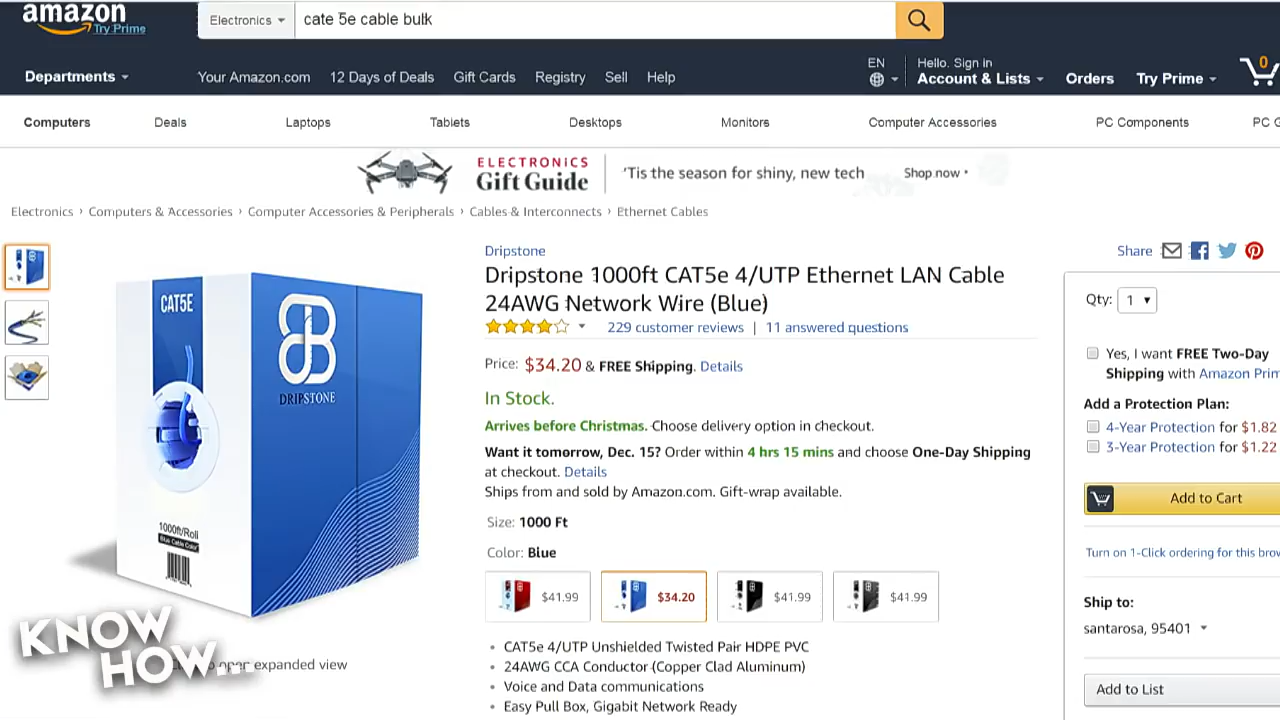 amazon
Try Prime
Electronics
cate 5e cable bulk
Departments
Your Amazon.com
12 Days of Deals
Gift Cards
Registry
Sell
Help
EN
Hello. Sign in
Account & Lists
Orders
Try Prime
0
Computers
Deals
Laptops
Tablets
Desktops
Monitors
Computer Accessories
PC Components
PC G
ELECTRONICS
Gift Guide
'Tis the season for shiny, new tech
Shop now
Electronics › Computers & Accessories › Computer Accessories & Peripherals › Cables & Interconnects › Ethernet Cables
CAT5E
DRIPSTONE
1000ft/Roll
Blue Cable Color
Dripstone
Dripstone 1000ft CAT5e 4/UTP Ethernet LAN Cable
24AWG Network Wire (Blue)
229 customer reviews | 11 answered questions
Price: $34.20 & FREE Shipping. Details
In Stock.
Arrives before Christmas. Choose delivery option in checkout.
Want it tomorrow, Dec. 15? Order within 4 hrs 15 mins and choose One-Day Shipping
at checkout. Details
Ships from and sold by Amazon.com. Gift-wrap available.
Size: 1000 Ft
Color: Blue
$41.99
$34.20
$41.99
$41.99
• CAT5e 4/UTP Unshielded Twisted Pair HDPE PVC
• 24AWG CCA Conductor (Copper Clad Aluminum)
• Voice and Data communications
• Easy Pull Box, Gigabit Network Ready
Share
Qty: 1
Yes, I want FREE Two-Day
Shipping with Amazon Prim
Add a Protection Plan:
4-Year Protection for $1.82
3-Year Protection for $1.22
Add to Cart
Turn on 1-Click ordering for this brow
Ship to:
santarosa, 95401
Add to List
KNOW
HOW...
open expanded view